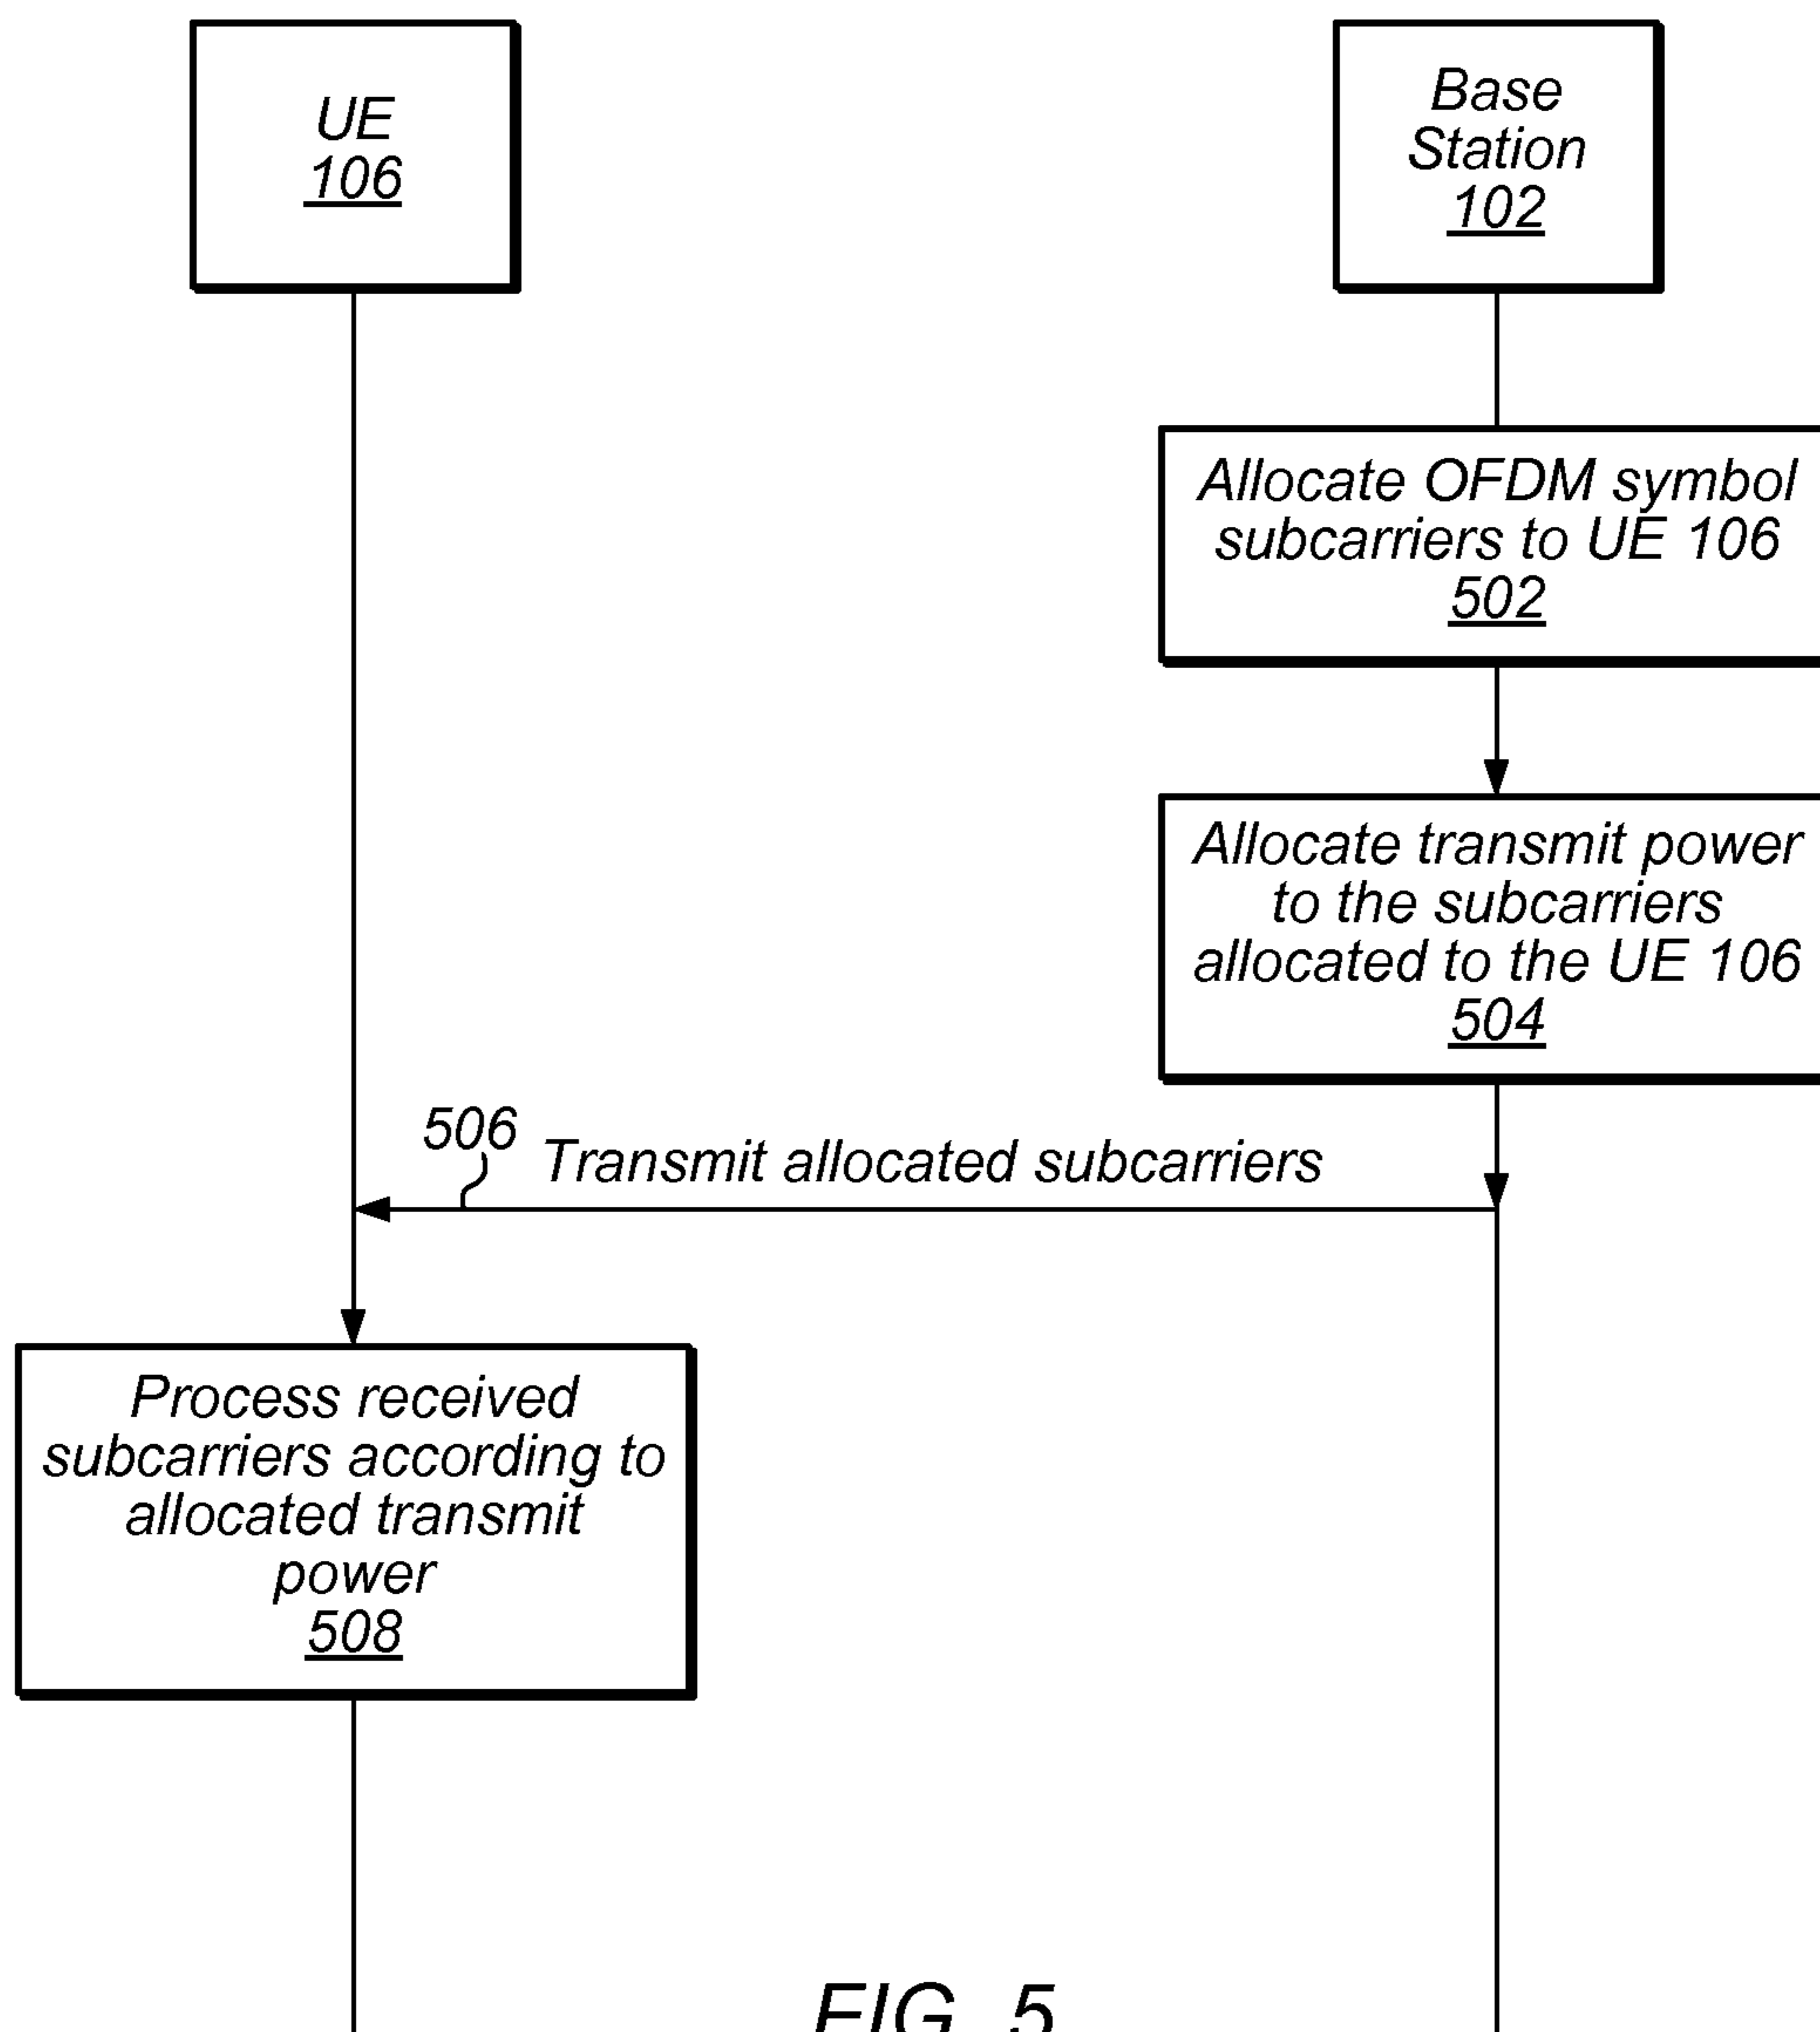 UE
106
Base
Station
102
Allocate OFDM symbol
subcarriers to UE 106
502
Allocate transmit power
to the subcarriers
allocated to the UE 106
504
506
Transmit allocated subcarriers
Process received
subcarriers according to
allocated transmit
power
508
FIG. 5